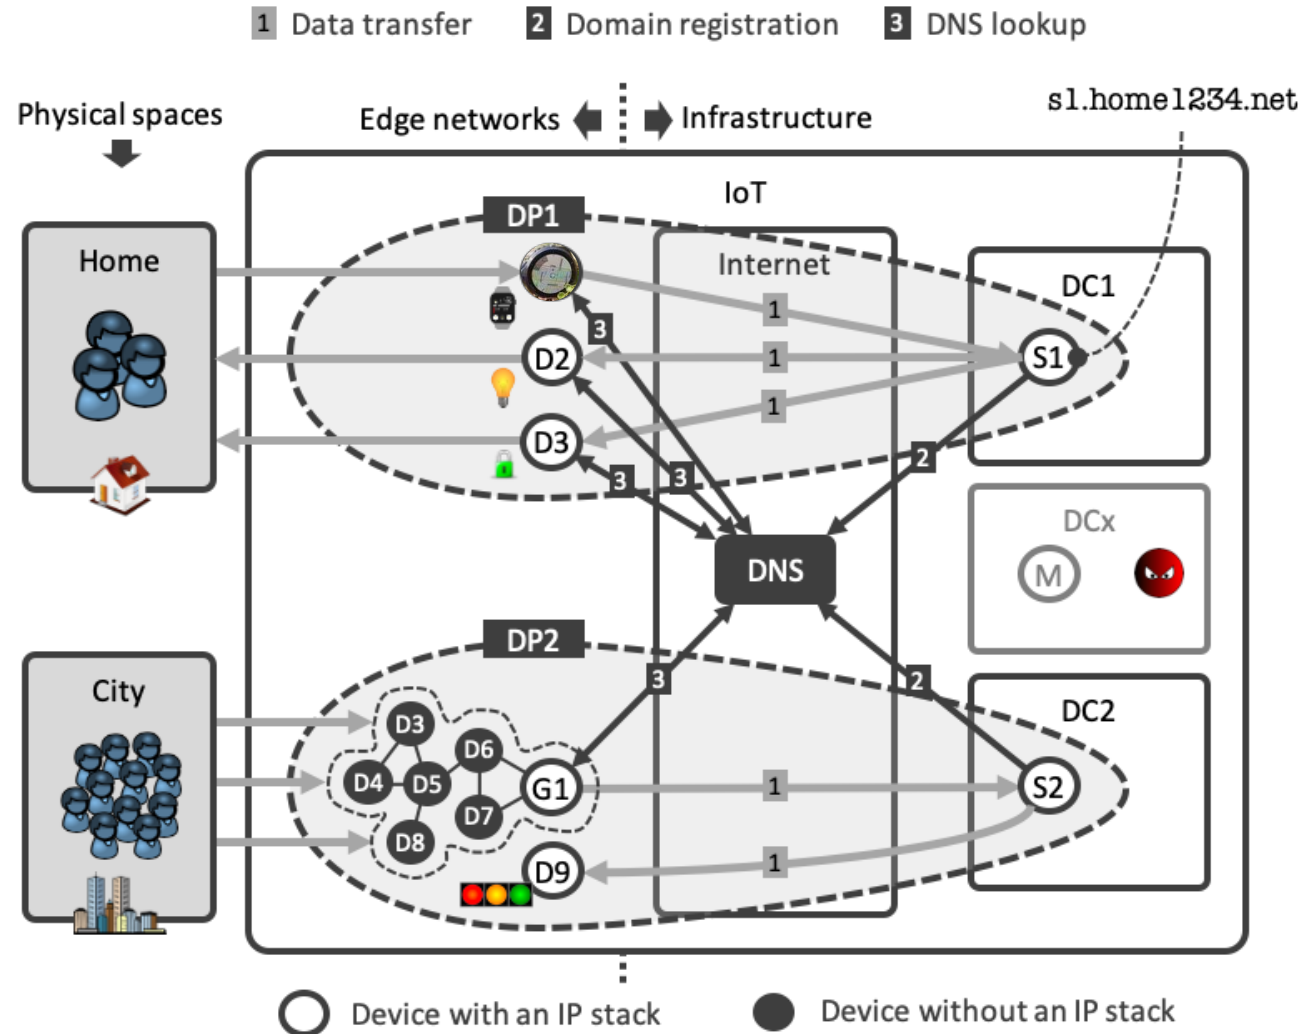 1 Data transfer 2 Domain registration 3 DNS lookup
s1.home1234.net
Physical spaces
Edge networks Infrastructure
IoT
DP1
Home
Internet
DC1
1
3
D2
1
S1
1
D3
2
3
3
DCx
DNS
M
DP2
3
2
City
DC2
D3
D6
D4
D5
G1
1
S2
D7
D8
1
D9
Device with an IP stack
Device without an IP stack